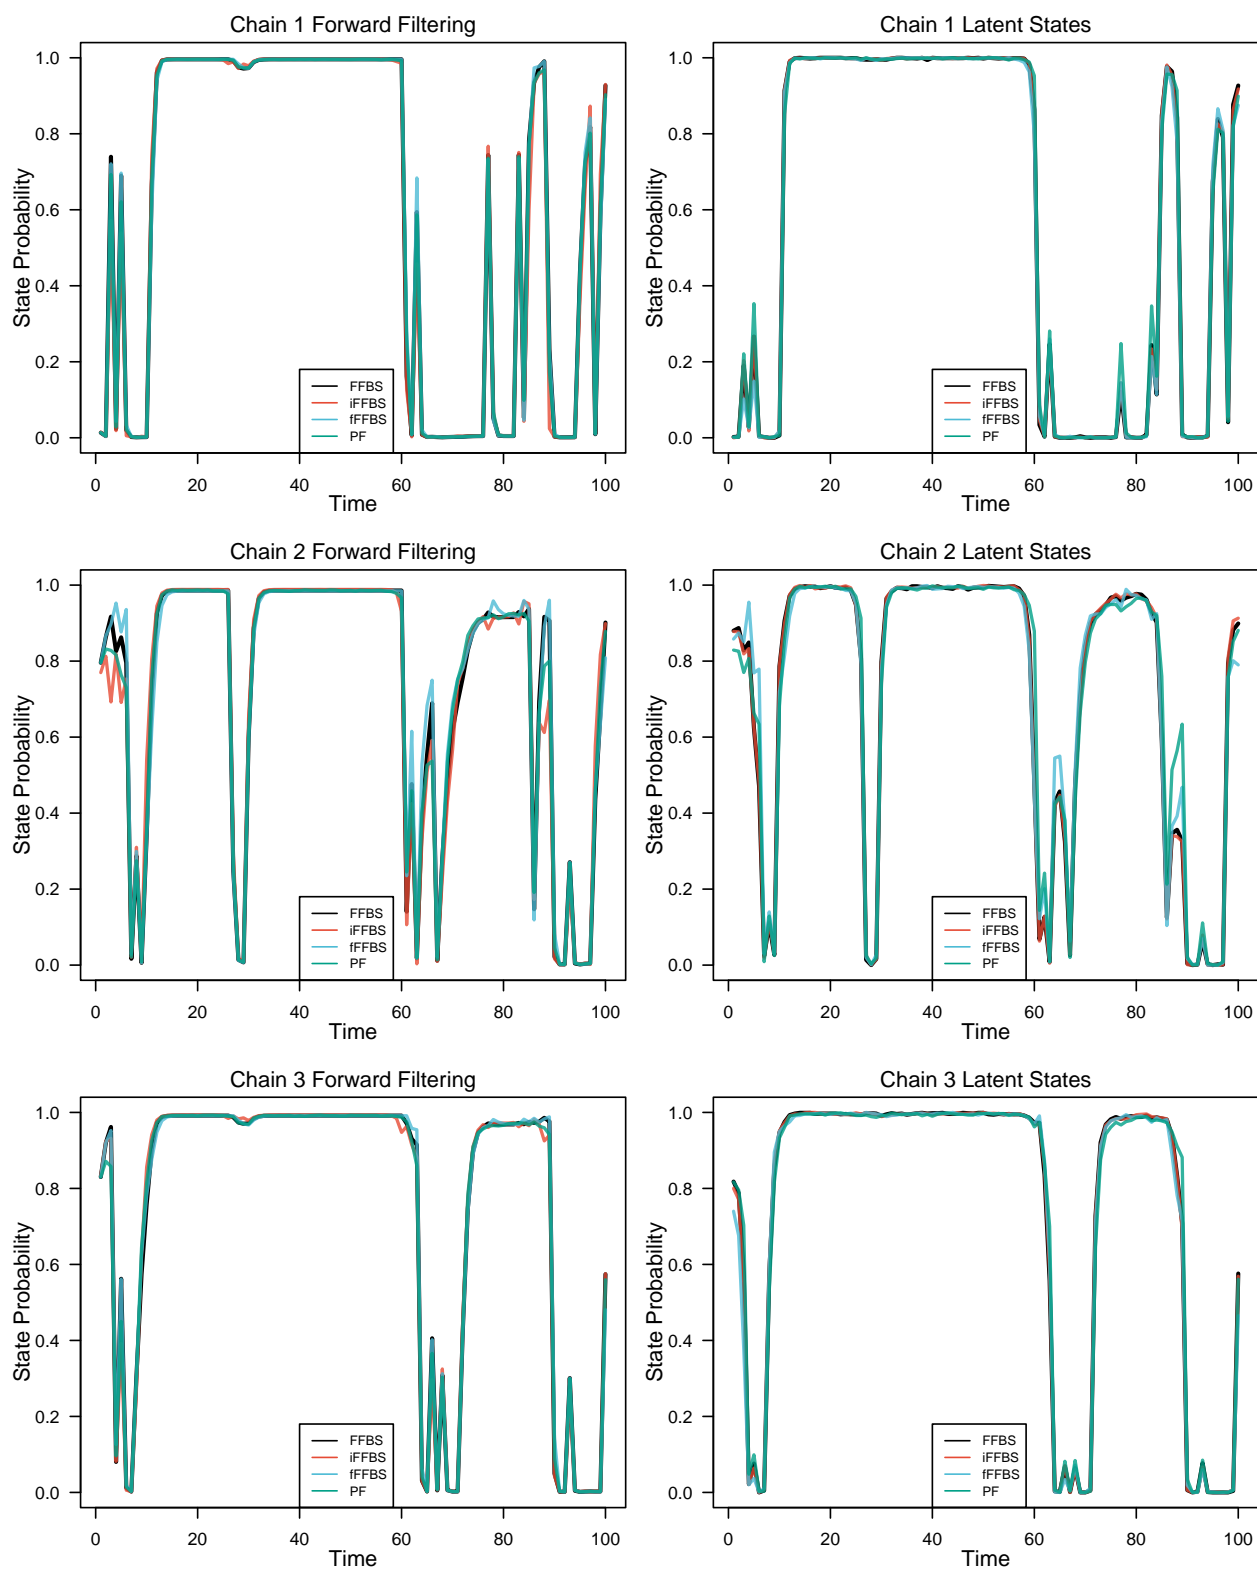 Chain 1 Forward Filtering
State Probability
1.0
0.8
0.6
0.4
0.2
0.0
FFBS
iFFBS
fFFBS
PF
0 20 40 60 80 100
Time
Chain 1 Latent States
State Probability
1.0
0.8
0.6
0.4
0.2
0.0
FFBS
iFFBS
fFFBS
PF
0 20 40 60 80 100
Time
Chain 2 Forward Filtering
State Probability
1.0
0.8
0.6
0.4
0.2
0.0
FFBS
iFFBS
fFFBS
PF
0 20 40 60 80 100
Time
Chain 2 Latent States
State Probability
1.0
0.8
0.6
0.4
0.2
0.0
FFBS
iFFBS
fFFBS
PF
0 20 40 60 80 100
Time
Chain 3 Forward Filtering
State Probability
1.0
0.8
0.6
0.4
0.2
0.0
FFBS
iFFBS
fFFBS
PF
0 20 40 60 80 100
Time
Chain 3 Latent States
State Probability
1.0
0.8
0.6
0.4
0.2
0.0
FFBS
iFFBS
fFFBS
PF
0 20 40 60 80 100
Time